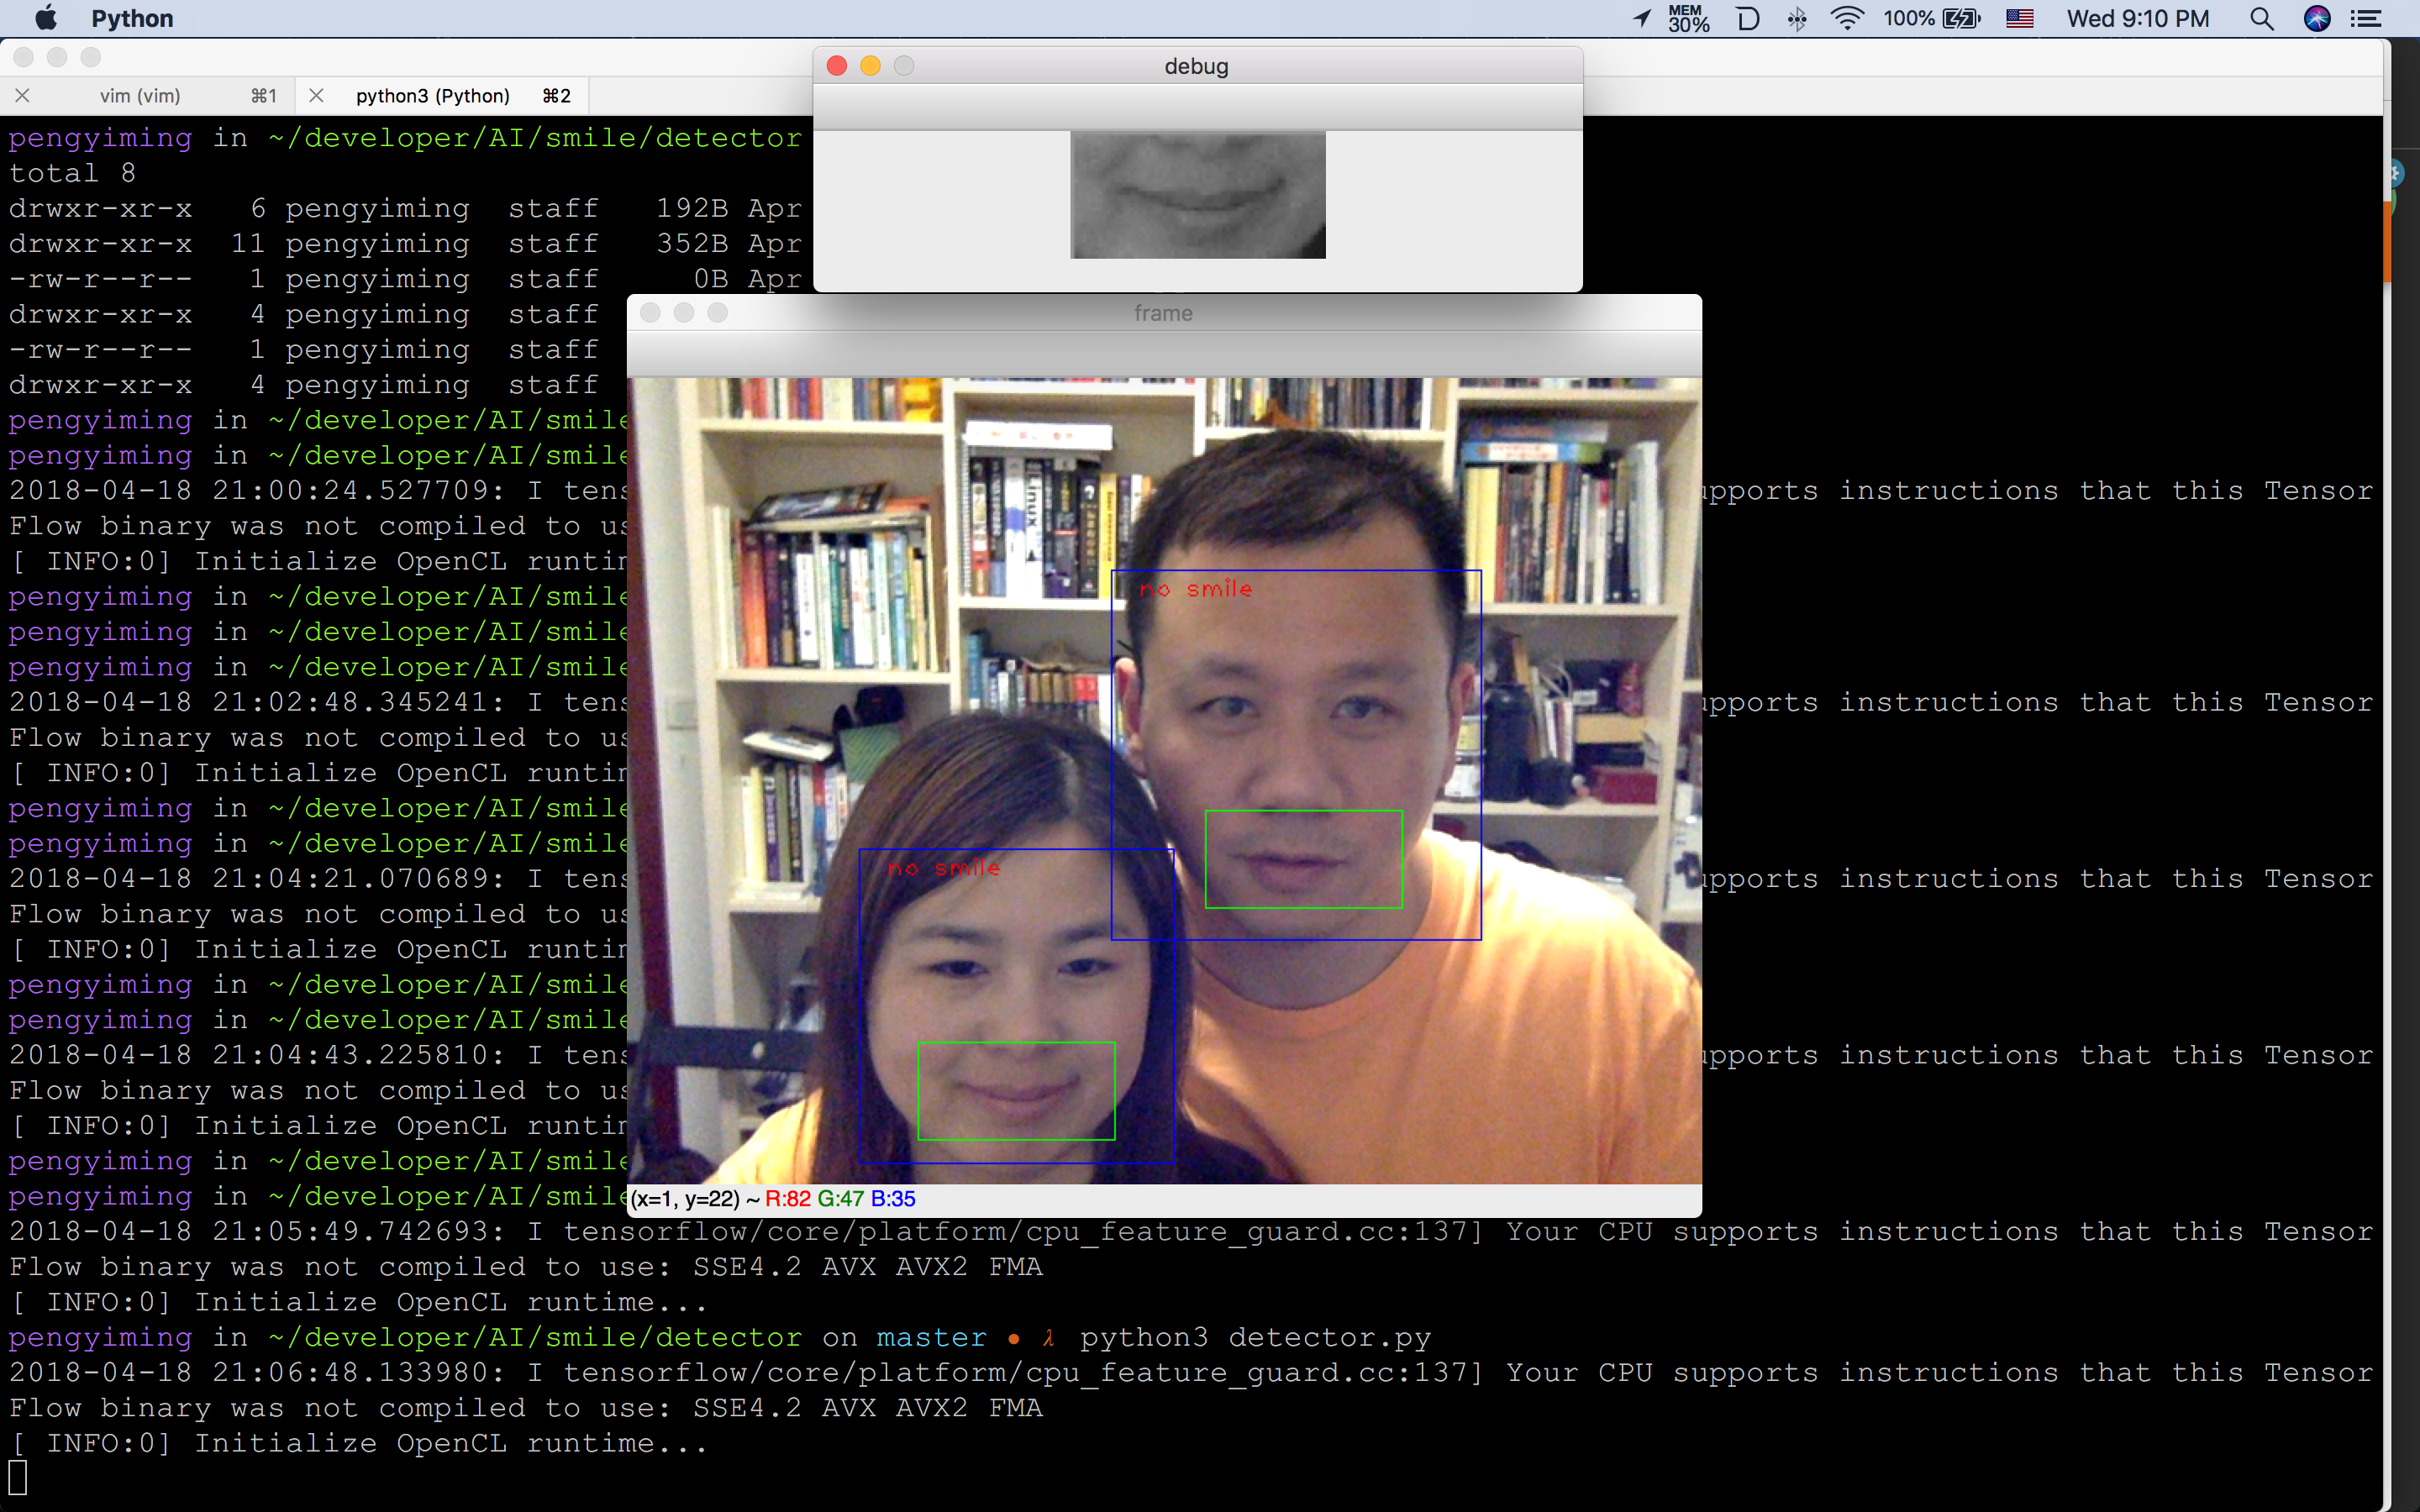 Python
MEM
30%
100%
Wed 9:10 PM
debug
vim (vim) ⌘1
python3 (Python) ⌘2
pengyiming in ~/developer/AI/smile/detector
total 8
drwxr-xr-x 6 pengyiming staff 192B Apr
drwxr-xr-x 11 pengyiming staff 352B Apr
-rw-r--r-- 1 pengyiming staff 0B Apr
drwxr-xr-x 4 pengyiming staff
-rw-r--r-- 1 pengyiming staff
drwxr-xr-x 4 pengyiming staff
frame
pengyiming in ~/developer/AI/smile
pengyiming in ~/developer/AI/smile
2018-04-18 21:00:24.527709: I tens
upports instructions that this Tensor
Flow binary was not compiled to us
[ INFO:0] Initialize OpenCL runtim
pengyiming in ~/developer/AI/smile
pengyiming in ~/developer/AI/smile
pengyiming in ~/developer/AI/smile
2018-04-18 21:02:48.345241: I tens
upports instructions that this Tensor
Flow binary was not compiled to us
[ INFO:0] Initialize OpenCL runtim
pengyiming in ~/developer/AI/smile
pengyiming in ~/developer/AI/smile
2018-04-18 21:04:21.070689: I tens
upports instructions that this Tensor
Flow binary was not compiled to us
[ INFO:0] Initialize OpenCL runtim
pengyiming in ~/developer/AI/smile
pengyiming in ~/developer/AI/smile
2018-04-18 21:04:43.225810: I tens
upports instructions that this Tensor
Flow binary was not compiled to us
[ INFO:0] Initialize OpenCL runtim
pengyiming in ~/developer/AI/smile
pengyiming in ~/developer/AI/smile
no smile
no smile
linux
(x=1, y=22) ~ R:82 G:47 B:35
2018-04-18 21:05:49.742693: I tensorflow/core/platform/cpu_feature_guard.cc:137] Your CPU supports instructions that this Tensor
Flow binary was not compiled to use: SSE4.2 AVX AVX2 FMA
[ INFO:0] Initialize OpenCL runtime...
pengyiming in ~/developer/AI/smile/detector on master • λ python3 detector.py
2018-04-18 21:06:48.133980: I tensorflow/core/platform/cpu_feature_guard.cc:137] Your CPU supports instructions that this Tensor
Flow binary was not compiled to use: SSE4.2 AVX AVX2 FMA
[ INFO:0] Initialize OpenCL runtime...